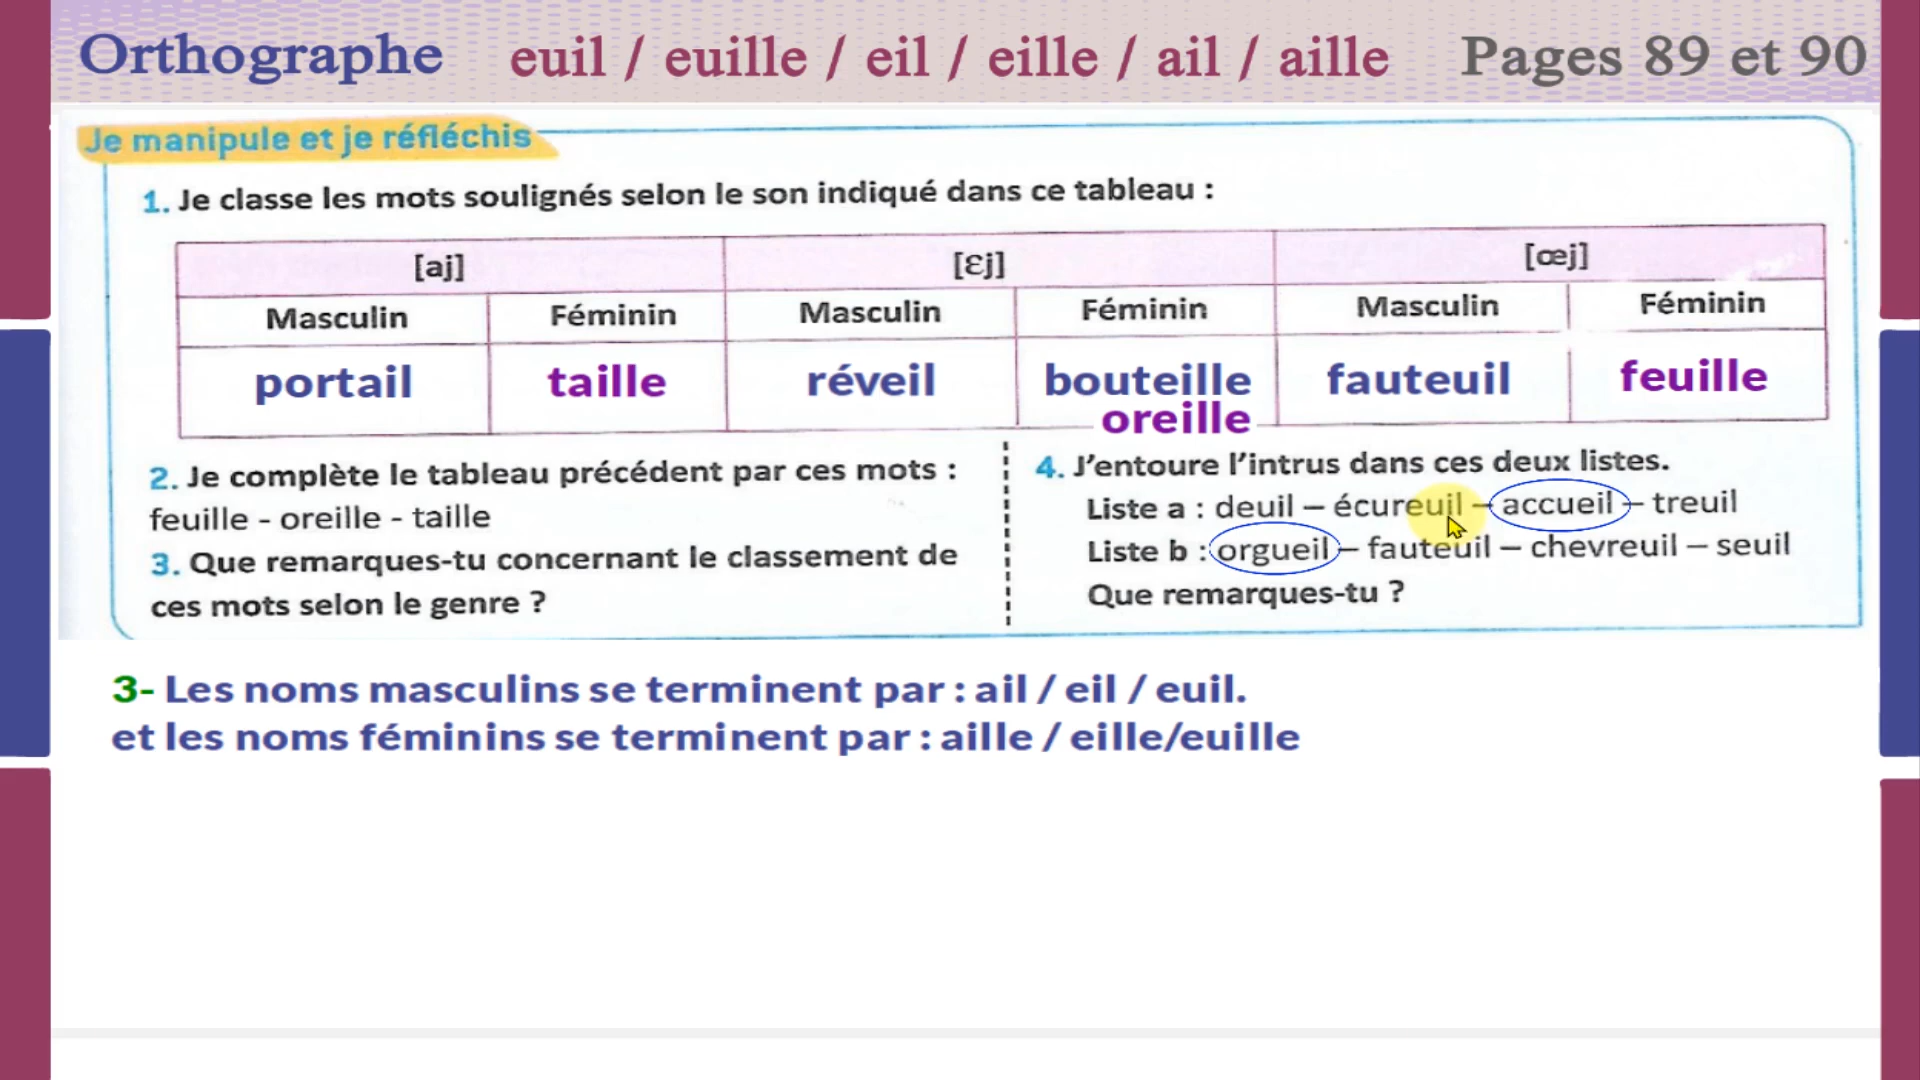 Orthographe euil / euille / eil / eille / ail / aille Pages 89 et 90
Je manipule et je réfléchis
1. Je classe les mots soulignés selon le son indiqué dans ce tableau :
[aj] [Ɛj] [œj]
Masculin Féminin Masculin Féminin Masculin Féminin
portail taille réveil bouteille fauteuil feuille
oreille
2. Je complète le tableau précédent par ces mots :
feuille - oreille - taille
3. Que remarques-tu concernant le classement de
ces mots selon le genre ?
4. J'entoure l'intrus dans ces deux listes.
Liste a : deuil – écureuil – accueil – treuil
Liste b : orgueil – fauteuil – chevreuil – seuil
Que remarques-tu ?
3- Les noms masculins se terminent par : ail / eil / euil.
et les noms féminins se terminent par : aille / eille/euille